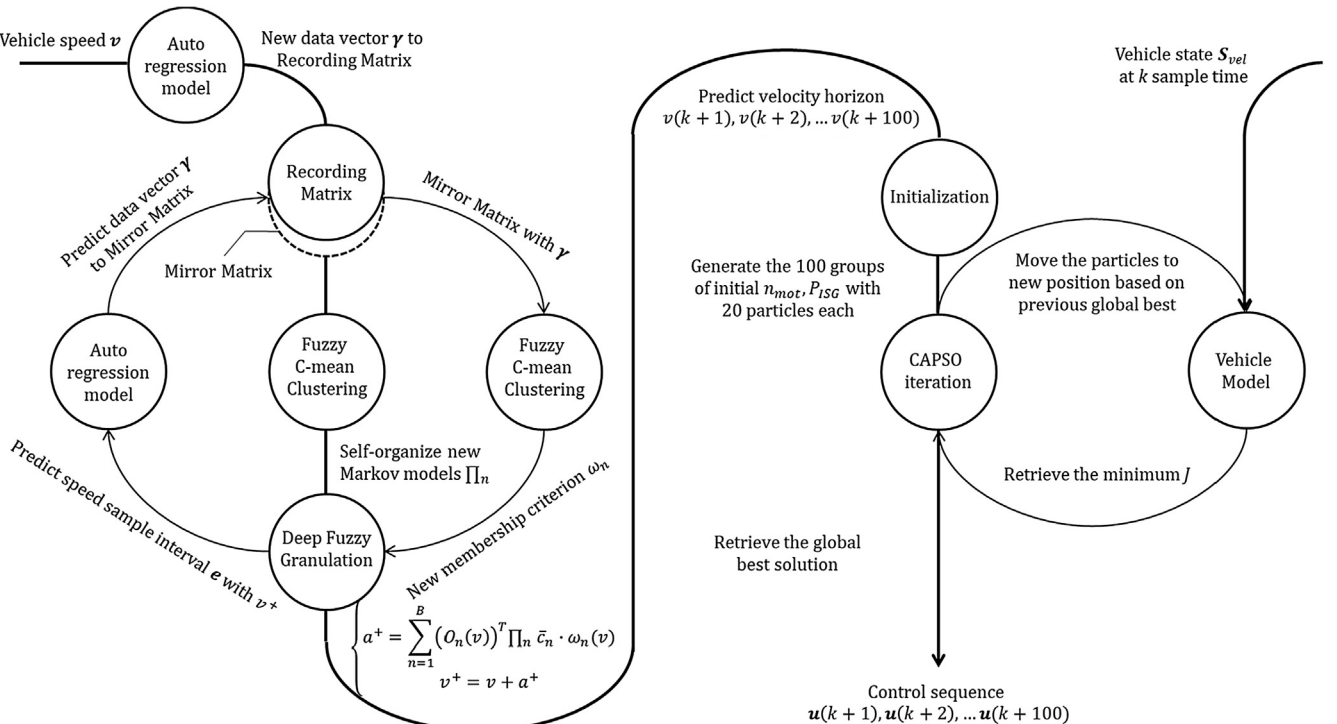 Vehicle speed v
Auto
regression
model
New data vector γ to
Recording Matrix
Recording
Matrix
Mirror Matrix
Predict data vector γ
to Mirror Matrix
Mirror Matrix with γ
Auto
regression
model
Fuzzy
C-mean
Clustering
Fuzzy
C-mean
Clustering
Self-organize new
Markov models ∏n
Predict speed sample interval e with v⁺
Deep Fuzzy
Granulation
New membership criterion ωn
a⁺ = ∑_{n=1}^{B} (On(v))^T ∏n c̄n · ωn(v)
v⁺ = v + a⁺
Predict velocity horizon
v(k + 1), v(k + 2), … v(k + 100)
Initialization
Generate the 100 groups
of initial n_mot, P_ISG with
20 particles each
CAPSO
iteration
Vehicle state S_vel
at k sample time
Move the particles to
new position based on
previous global best
Vehicle
Model
Retrieve the minimum J
Retrieve the global
best solution
Control sequence
u(k + 1), u(k + 2), … u(k + 100)